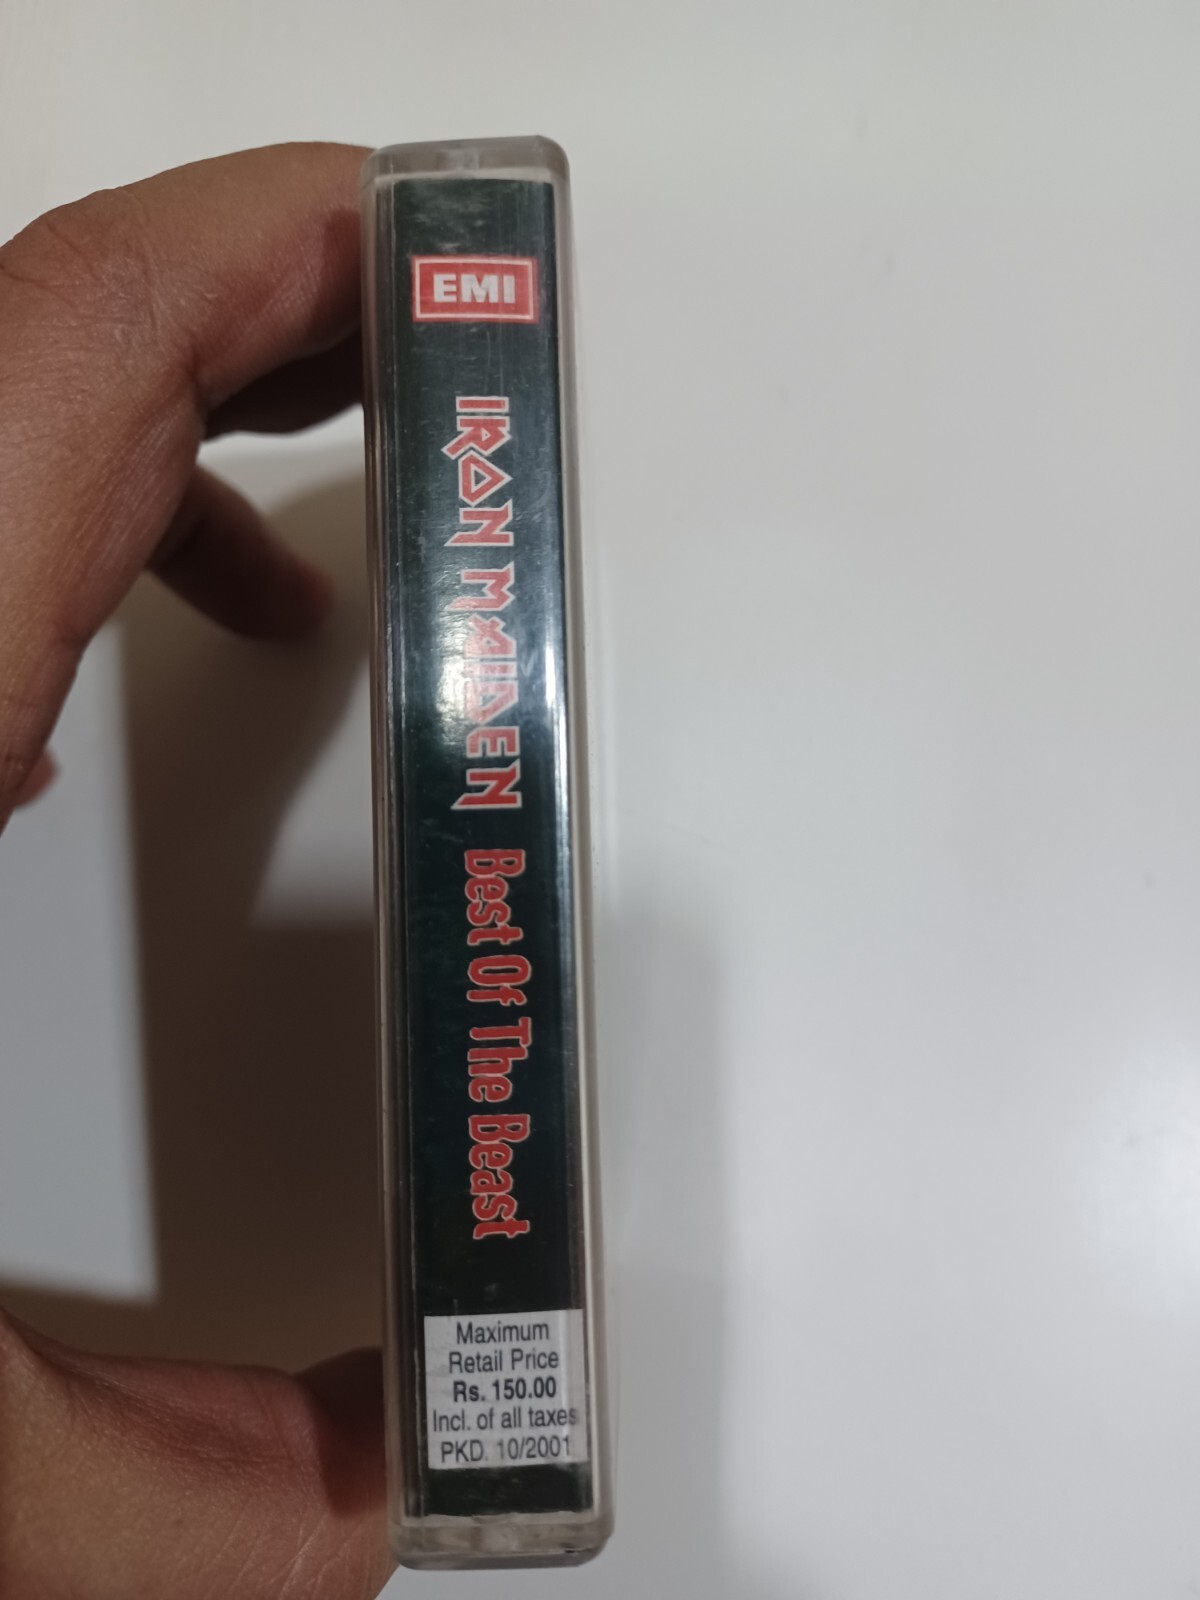 EMI
IRON MAIDEN Best Of The Beast
Maximum
Retail Price
Rs. 150.00
Incl. of all taxes
PKD. 10/2001